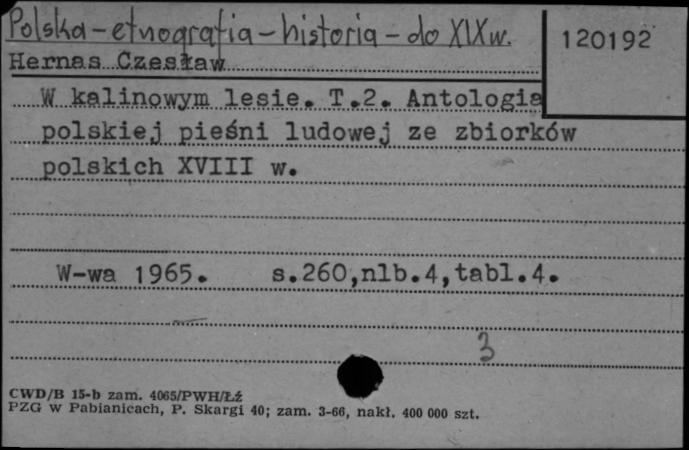 Polska - etnografia - historia - do XIX w.
120192
Hernas Czesław
W kalinowym lesie. T.2. Antologia
polskiej pieśni ludowej ze zbiorków
polskich XVIII w.
W-wa 1965. s.260,nlb.4,tabl.4.
3
CWD/B 15-b zam. 4065/PWH/Łź
PZG w Pabianicach, P. Skargi 40; zam. 3-66, nakł. 400 000 szt.